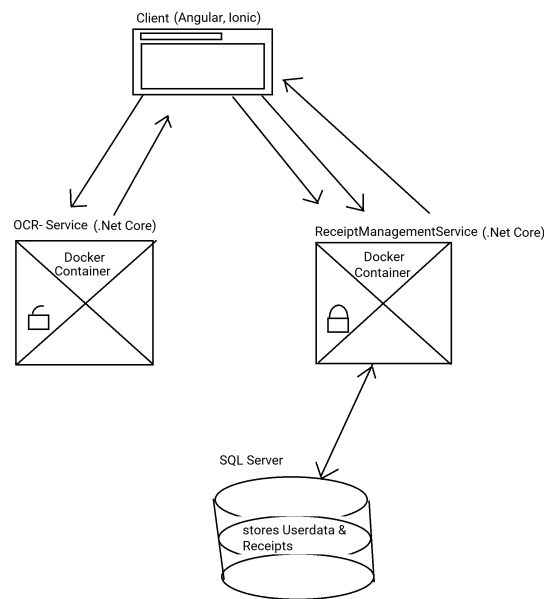 Client (Angular, Ionic)
OCR- Service (.Net Core)
Docker
Container
ReceiptManagementService (.Net Core)
Docker
Container
SQL Server
stores Userdata &
Receipts